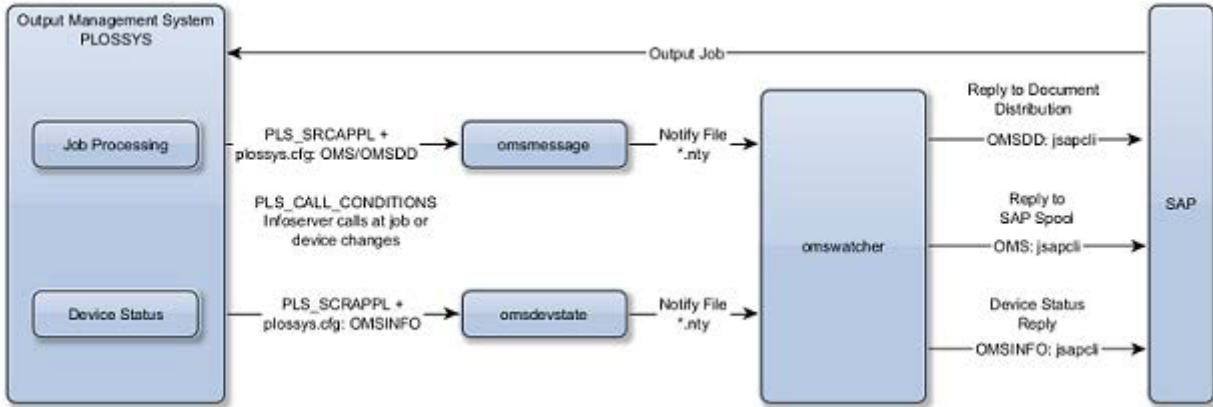 Output Management System
PLOSSYS
Output Job
Job Processing
PLS_SRCAPPL +
plossys.cfg: OMS/OMSDD
omsmessage
Notify File
*.nty
PLS_CALL_CONDITIONS
Infoserver calls at job or
device changes
Device Status
PLS_SCRAPPL +
plossys.cfg: OMSINFO
omsdevstate
Notify File
*.nty
omswatcher
Reply to Document
Distribution
OMSDD: jsapcli
Reply to
SAP Spool
OMS: jsapcli
Device Status
Reply
OMSINFO: jsapcli
SAP